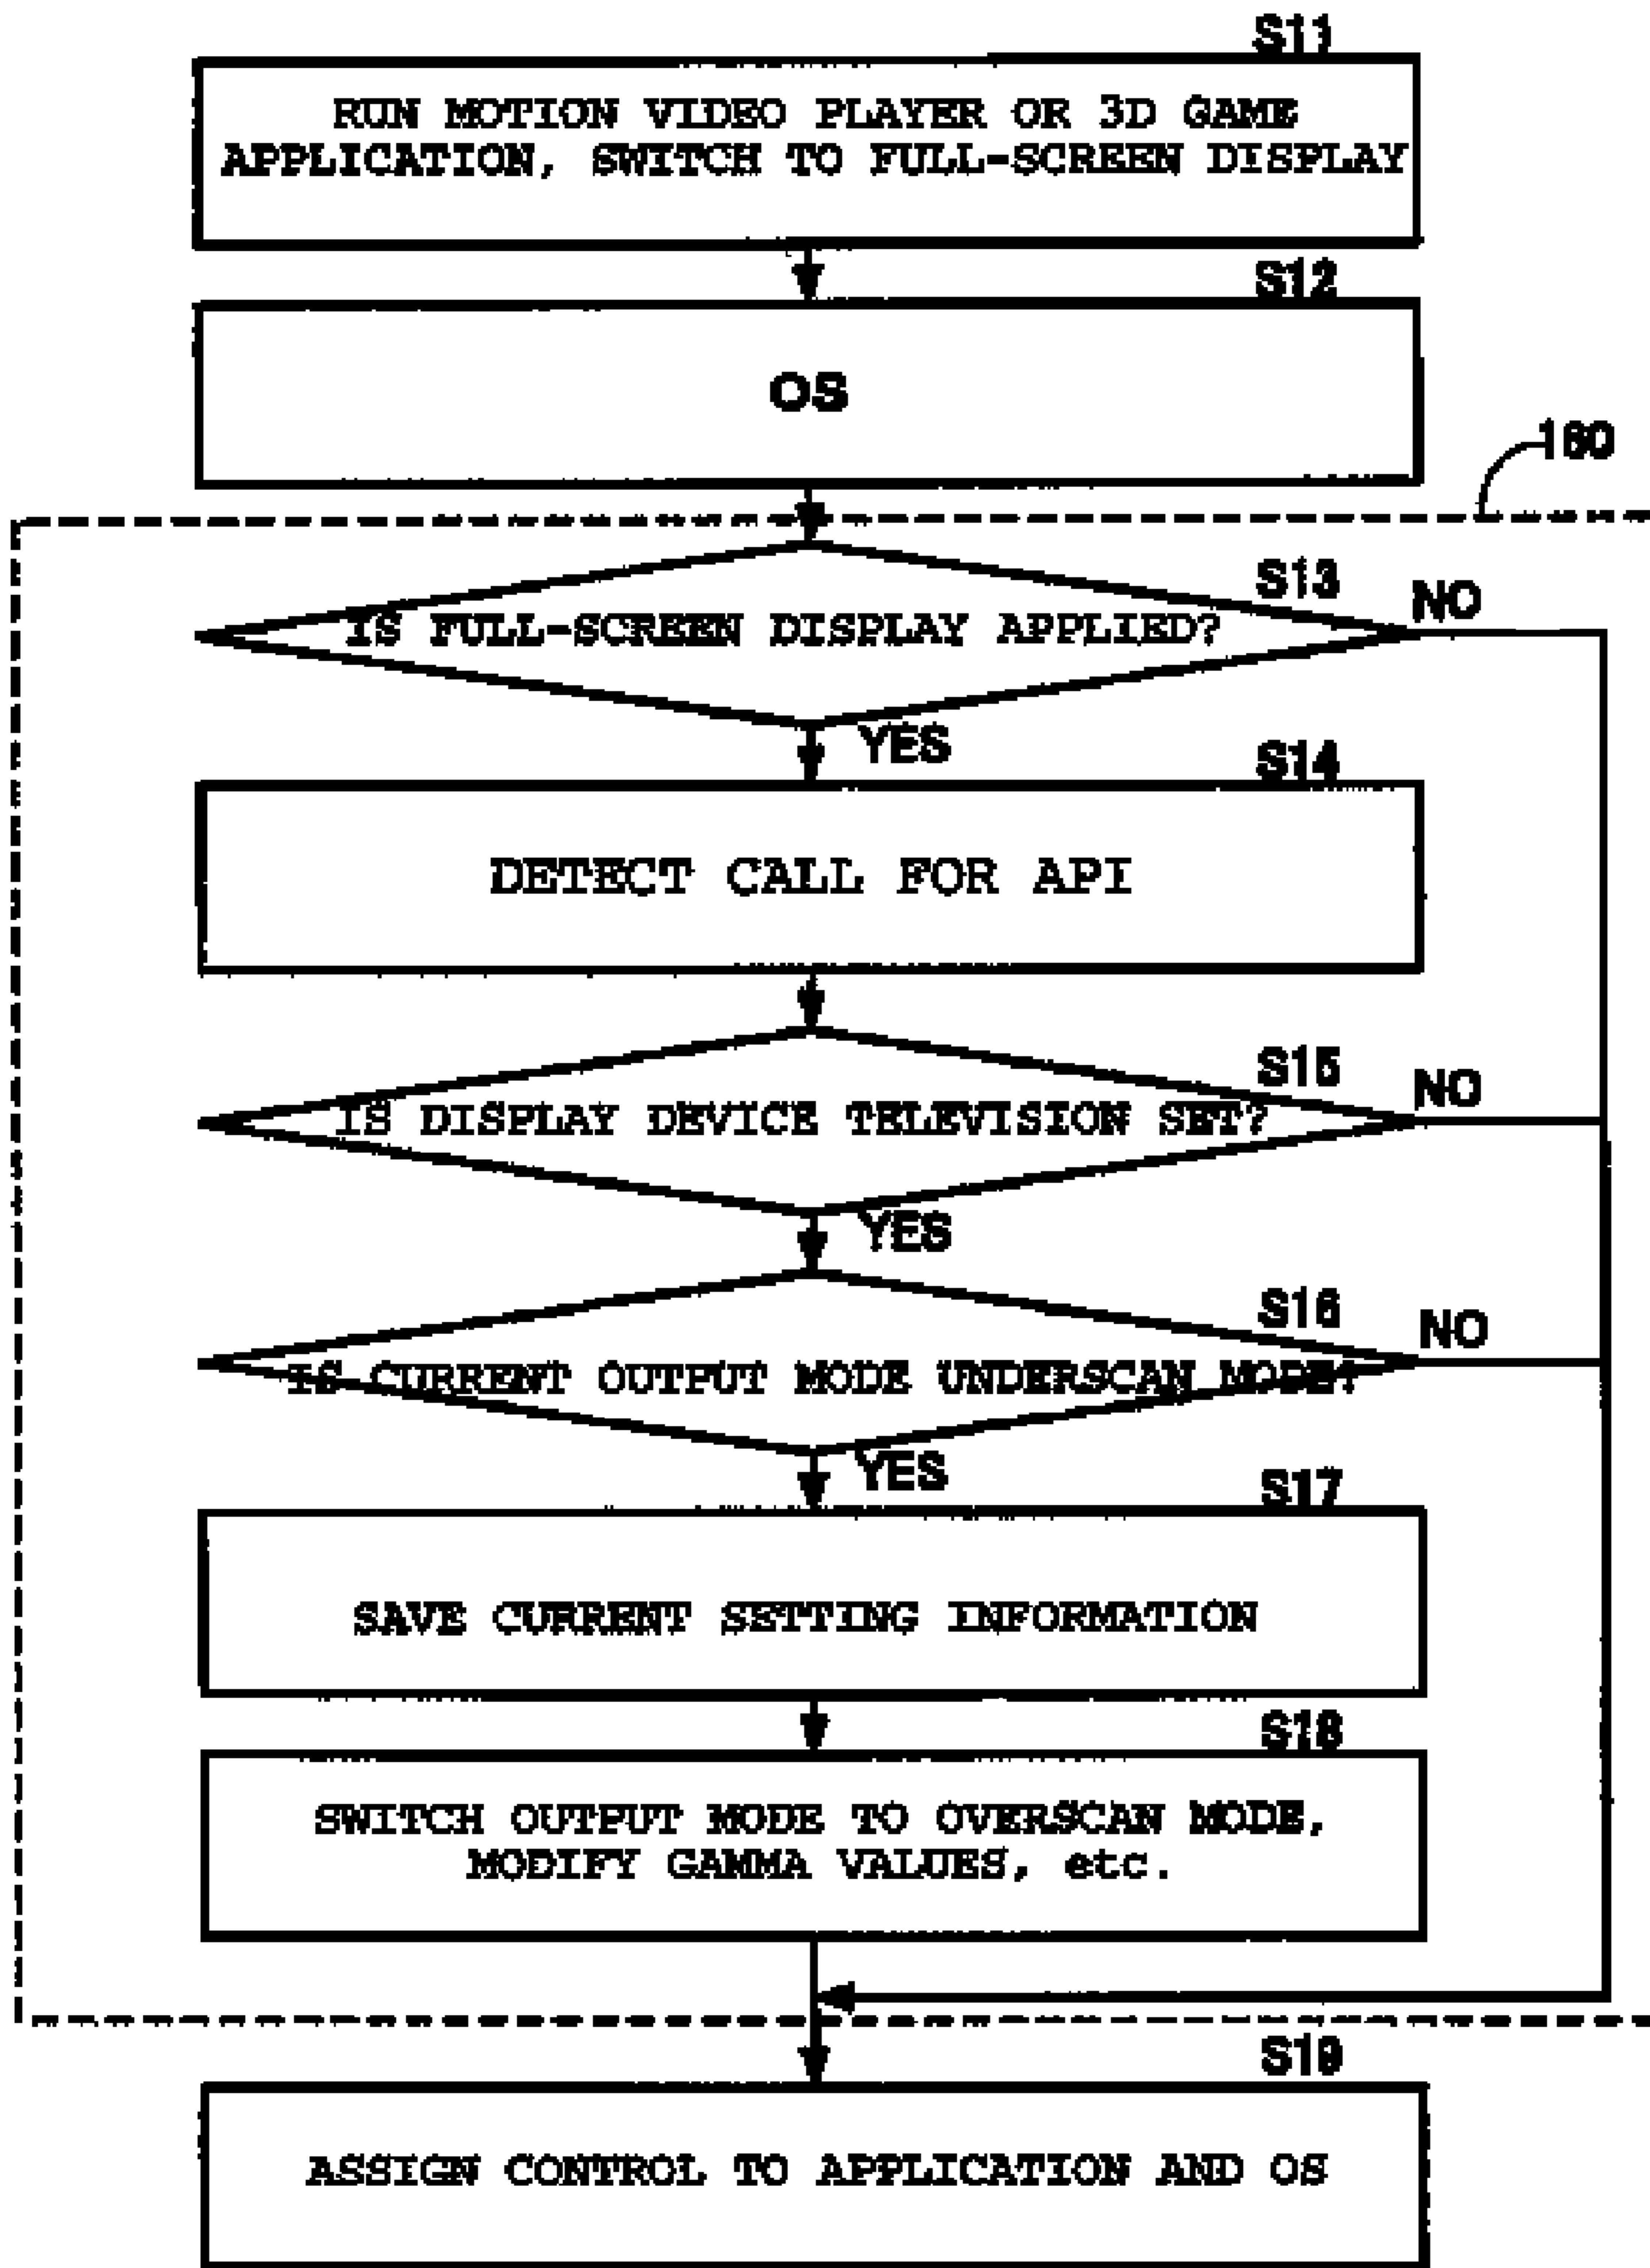 S11
RUN MOTION VIDEO PLAYER OR 3D GAME
APPLICATION, SWITCH TO FULL-SCREEN DISPLAY
S12
OS
160
S13
NO
IS FULL-SCREEN DISPLAY APPLIED?
YES
S14
DETECT CALL FOR API
S15
NO
IS DISPLAY DEVICE TELEVISION SET?
YES
S16
NO
IS CURRENT OUTPUT MODE UNDERSCAN MODE?
YES
S17
SAVE CURRENT SETTING INFORMATION
S18
SWITCH OUTPUT MODE TO OVERSCAN MODE,
MODIFY GAMMA VALUES, etc.
S19
ASSIGN CONTROL TO APPLICATION AND OS